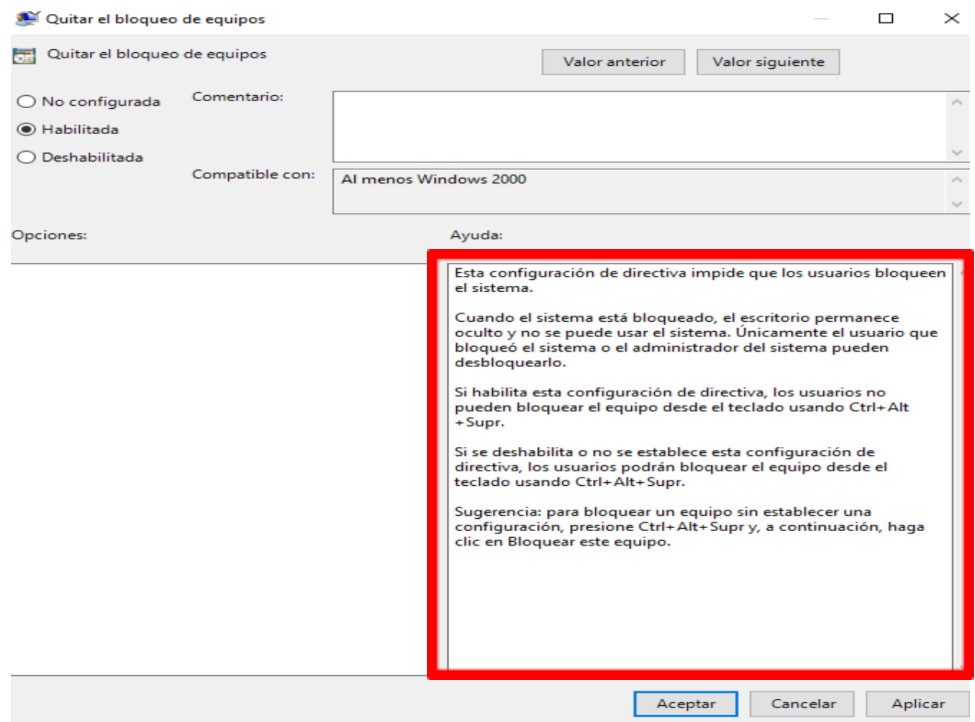 Quitar el bloqueo de equipos
Quitar el bloqueo de equipos
Valor anterior
Valor siguiente
No configurada
Habilitada
Deshabilitada
Comentario:
Compatible con:
Al menos Windows 2000
Opciones:
Ayuda:
Esta configuración de directiva impide que los usuarios bloqueen
el sistema.
Cuando el sistema está bloqueado, el escritorio permanece
oculto y no se puede usar el sistema. Únicamente el usuario que
bloqueó el sistema o el administrador del sistema pueden
desbloquearlo.
Si habilita esta configuración de directiva, los usuarios no
pueden bloquear el equipo desde el teclado usando Ctrl+Alt
+Supr.
Si se deshabilita o no se establece esta configuración de
directiva, los usuarios podrán bloquear el equipo desde el
teclado usando Ctrl+Alt+Supr.
Sugerencia: para bloquear un equipo sin establecer una
configuración, presione Ctrl+Alt+Supr y, a continuación, haga
clic en Bloquear este equipo.
Aceptar
Cancelar
Aplicar